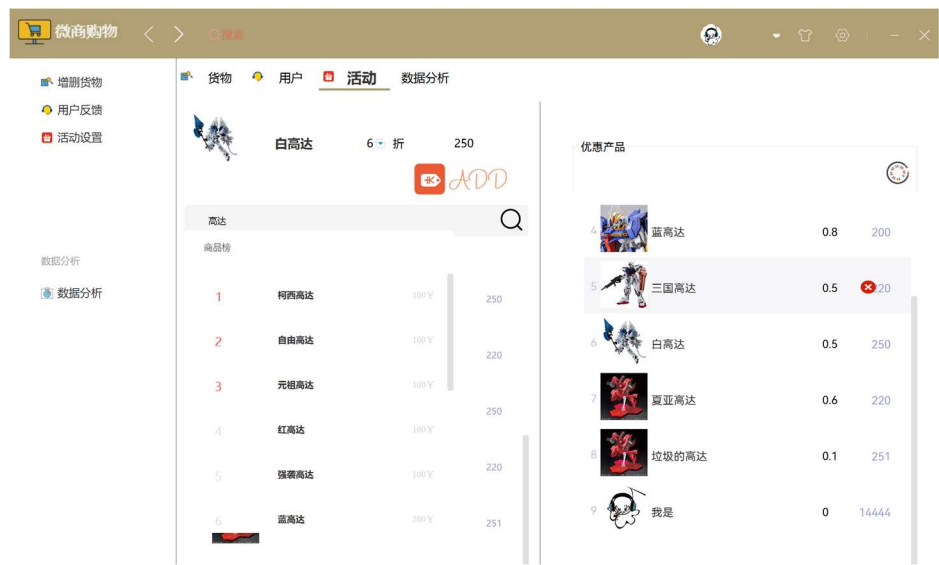 微商购物 搜索
增删货物
用户反馈
活动设置
数据分析
数据分析
货物 用户 活动 数据分析
白高达 6 折 250
ADD
高达
商品榜
1 柯西高达 100￥ 250
2 自由高达 100￥ 220
3 元祖高达 100￥ 250
4 红高达 100￥ 220
5 强袭高达 100￥ 251
6 蓝高达 200￥
优惠产品
4 蓝高达 0.8 200
5 三国高达 0.5 220
6 白高达 0.5 250
7 夏亚高达 0.6 220
8 垃圾的高达 0.1 251
9 我是 0 14444